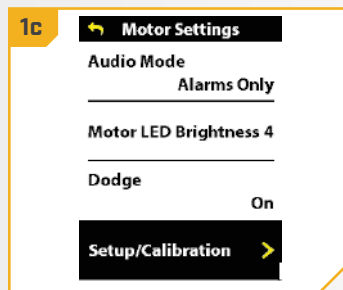 1c
Motor Settings
Audio Mode
Alarms Only
Motor LED Brightness 4
Dodge
On
Setup/Calibration